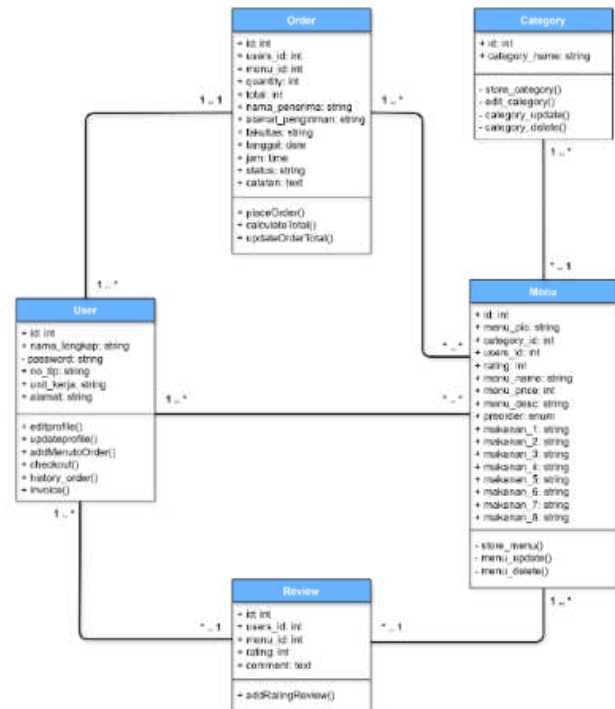 Order
+ id: int
+ users_id: int
+ menu_id: int
+ quantity: int
+ total: int
+ nama_penerima: string
+ alamat_pengiriman: string
+ fakultas: string
+ tanggal: date
+ jam: time
+ status: string
+ catatan: text
+ placeOrder()
+ calculateTotal()
+ updateOrderTotal()
Category
+ id: int
+ category_name: string
- store_category()
- edit_category()
- category_update()
- category_delete()
1 .. 1
1 .. *
1 .. *
* .. 1
1 .. *
User
+ id: int
+ nama_lengkap: string
- password: string
+ no_tlp: string
+ unit_kerja: string
+ alamat: string
+ editprofile()
+ updateprofile()
+ addMenutoOrder()
+ checkout()
+ history_order()
+ invoice()
Menu
+ id: int
+ menu_pic: string
+ category_id: int
+ users_id: int
+ rating: int
+ menu_name: string
+ menu_price: int
+ menu_desc: string
+ preorder: enum
+ makanan_1: string
+ makanan_2: string
+ makanan_3: string
+ makanan_4: string
+ makanan_5: string
+ makanan_6: string
+ makanan_7: string
+ makanan_8: string
- store_menu()
- menu_update()
- menu_delete()
* .. *
1 .. *
* .. *
1 .. *
1 .. *
Review
+ id: int
+ users_id: int
+ menu_id: int
+ rating: int
+ comment: text
+ addRatingReview()
* .. 1
* .. 1